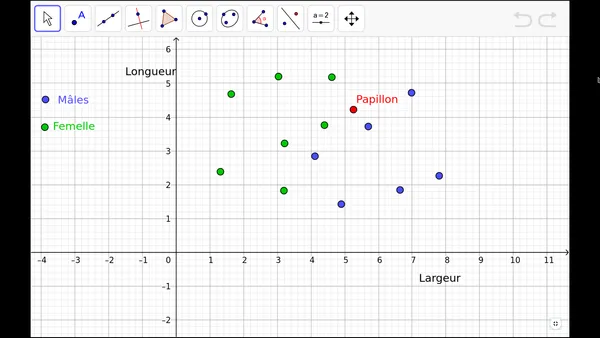 a=2
6
Longueur
5
Mâles
Papillon
4
Femelle
3
2
1
–4 –3 –2 –1 0 1 2 3 4 5 6 7 8 9 10 11
Largeur
–1
–2
A